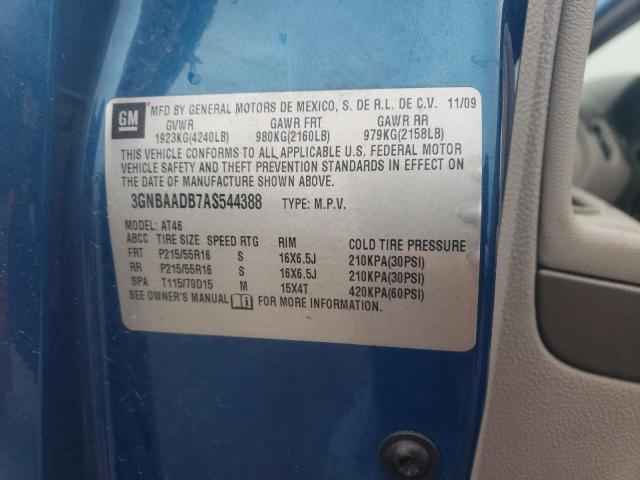 GM
MFD BY GENERAL MOTORS DE MEXICO, S. DE R.L. DE C.V. 11/09
GVWR GAWR FRT GAWR RR
1923KG(4240LB) 980KG(2160LB) 979KG(2158LB)
THIS VEHICLE CONFORMS TO ALL APPLICABLE U.S. FEDERAL MOTOR
VEHICLE SAFETY AND THEFT PREVENTION STANDARDS IN EFFECT ON
THE DATE OF MANUFACTURE SHOWN ABOVE.
3GNBAADB7AS544388 TYPE: M.P.V.
MODEL: AT46
ABCC TIRE SIZE SPEED RTG RIM COLD TIRE PRESSURE
FRT P215/55R16 S 16X6.5J 210KPA(30PSI)
RR P215/55R16 S 16X6.5J 210KPA(30PSI)
SPA T115/70D15 M 15X4T 420KPA(60PSI)
SEE OWNER'S MANUAL FOR MORE INFORMATION